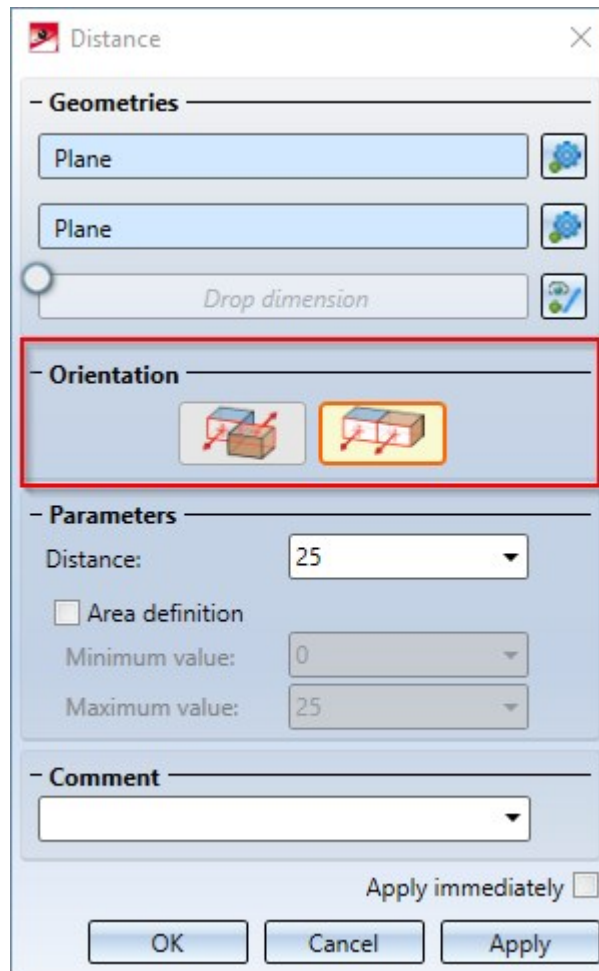 Distance
Geometries
Plane
Plane
Drop dimension
Orientation
Parameters
Distance: 25
Area definition
Minimum value: 0
Maximum value: 25
Comment
Apply immediately
OK Cancel Apply